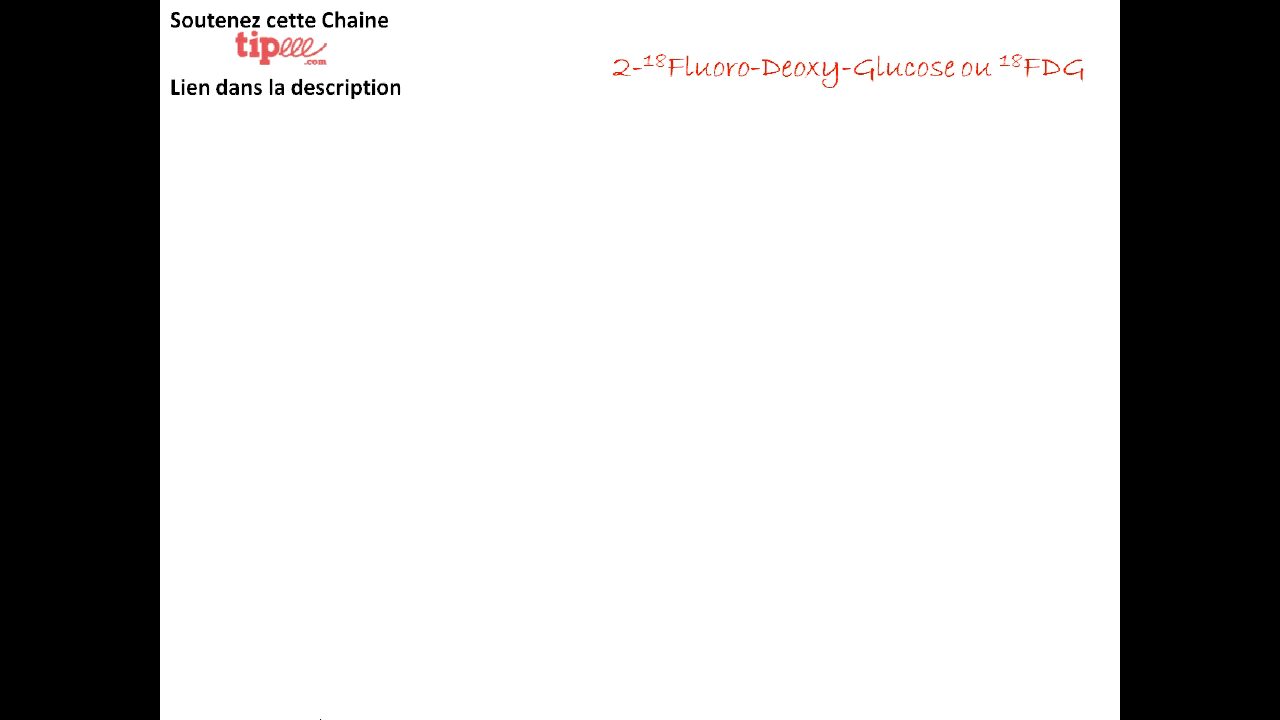 Soutenez cette Chaine
tipeee
.com
Lien dans la description
2-¹⁸Fluoro-Deoxy-Glucose ou ¹⁸FDG